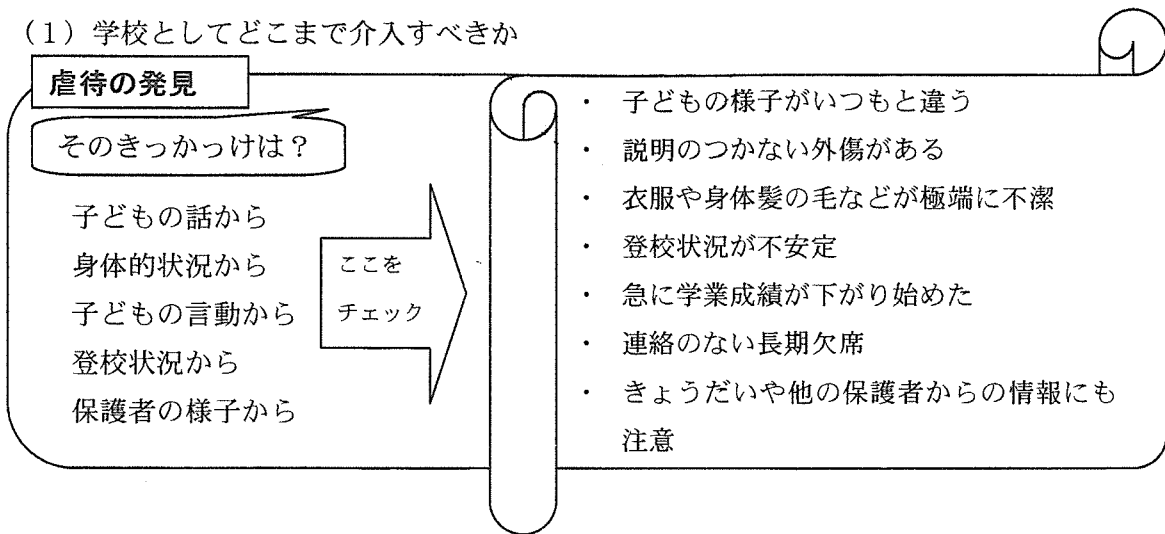 （1）学校としてどこまで介入すべきか
虐待の発見
そのきっかっけは？
子どもの話から
身体的状況から
子どもの言動から
登校状況から
保護者の様子から
ここを
チェック
・ 子どもの様子がいつもと違う
・ 説明のつかない外傷がある
・ 衣服や身体髪の毛などが極端に不潔
・ 登校状況が不安定
・ 急に学業成績が下がり始めた
・ 連絡のない長期欠席
・ きょうだいや他の保護者からの情報にも
注意